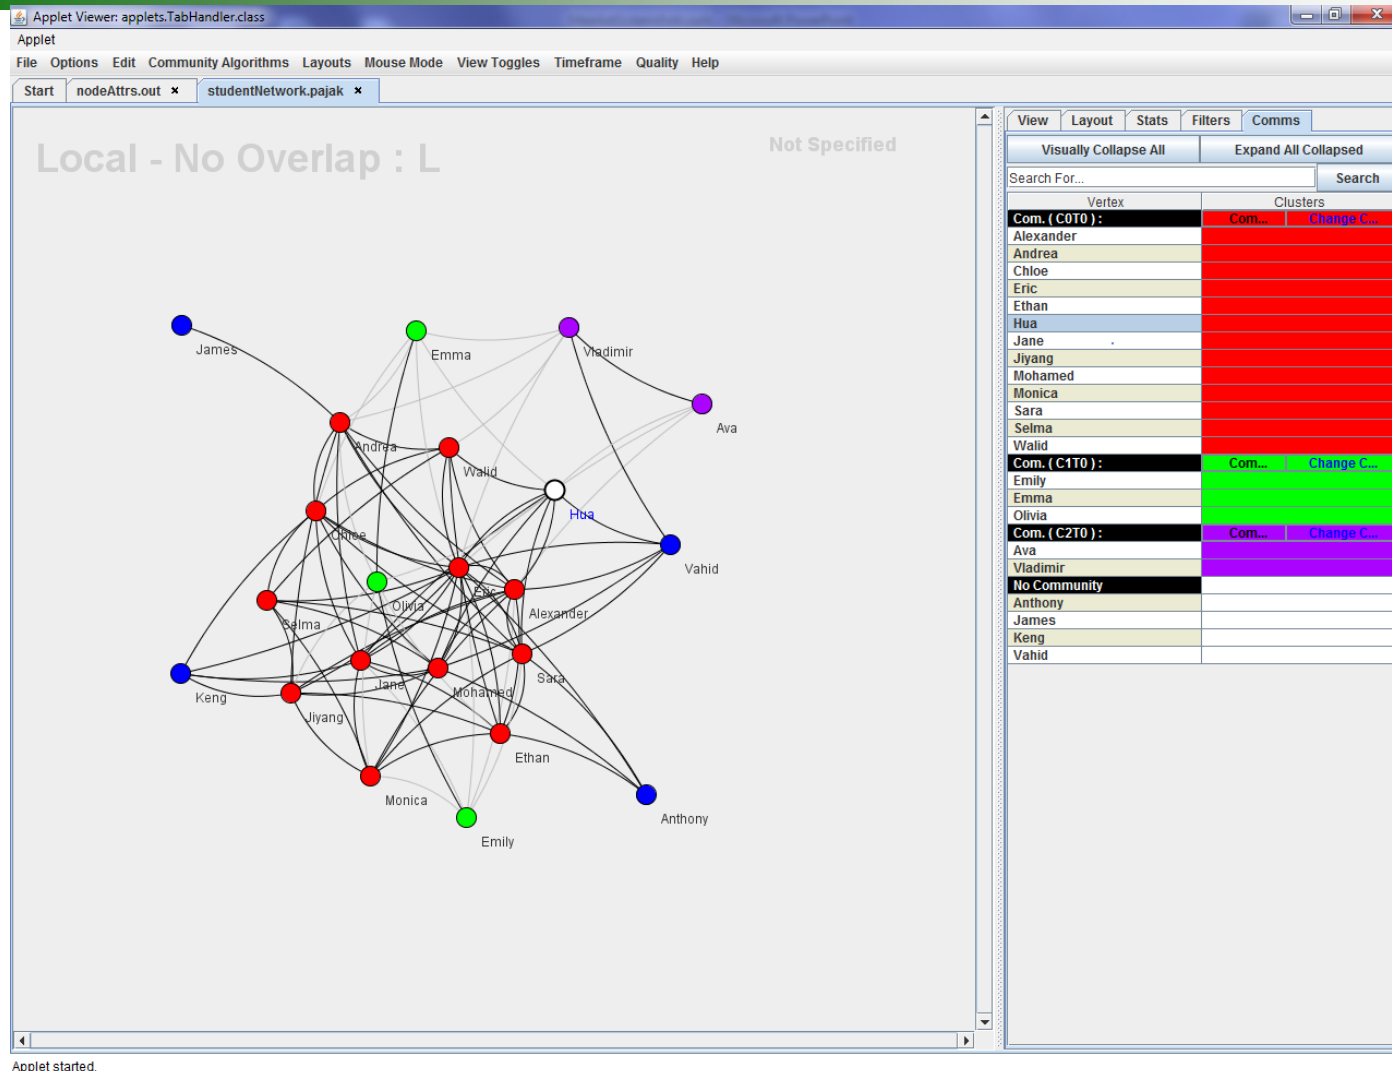 Applet Viewer: applets.TabHandler.class
Applet
File Options Edit Community Algorithms Layouts Mouse Mode View Toggles Timeframe Quality Help
Start nodeAttrs.out × studentNetwork.pajak ×
Local - No Overlap : L
Not Specified
James
Emma
Vladimir
Ava
Andrea
Walid
Hua
Chloe
Vahid
Eric
Olivia
Alexander
Selma
Jane
Mohamed
Sara
Keng
Jiyang
Ethan
Monica
Anthony
Emily
View Layout Stats Filters Comms
Visually Collapse All Expand All Collapsed
Search For... Search
Vertex Clusters
Com. ( C0T0 ) : Com... Change C...
Alexander
Andrea
Chloe
Eric
Ethan
Hua
Jane
Jiyang
Mohamed
Monica
Sara
Selma
Walid
Com. ( C1T0 ) : Com... Change C...
Emily
Emma
Olivia
Com. ( C2T0 ) : Com... Change C...
Ava
Vladimir
No Community
Anthony
James
Keng
Vahid
Applet started.